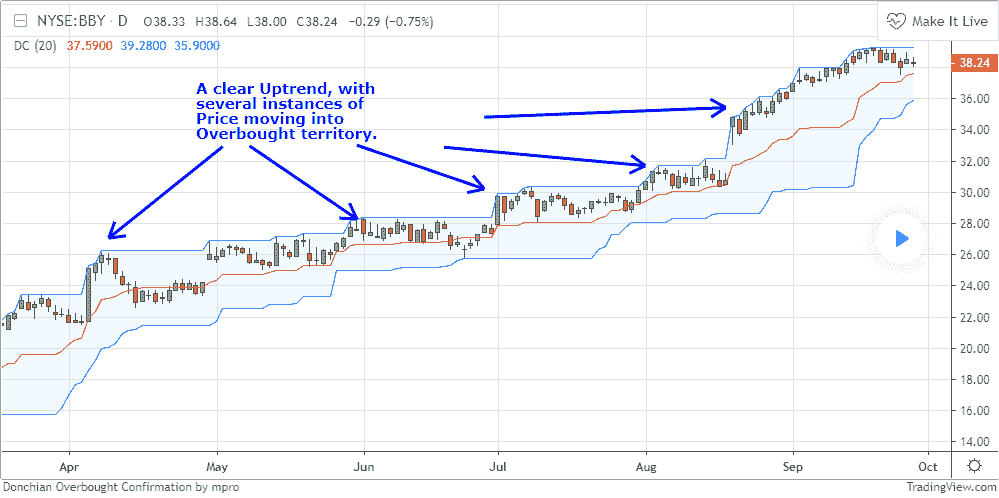 NYSE:BBY · D O38.33 H38.64 L38.00 C38.24 −0.29 (−0.75%)
Make It Live
DC (20) 37.5900 39.2800 35.9000
A clear Uptrend, with
several instances of
Price moving into
Overbought territory.
38.24
36.00
34.00
32.00
30.00
28.00
26.00
24.00
22.00
20.00
18.00
16.00
14.00
Apr May Jun Jul Aug Sep Oct
Donchian Overbought Confirmation by mpro
TradingView.com